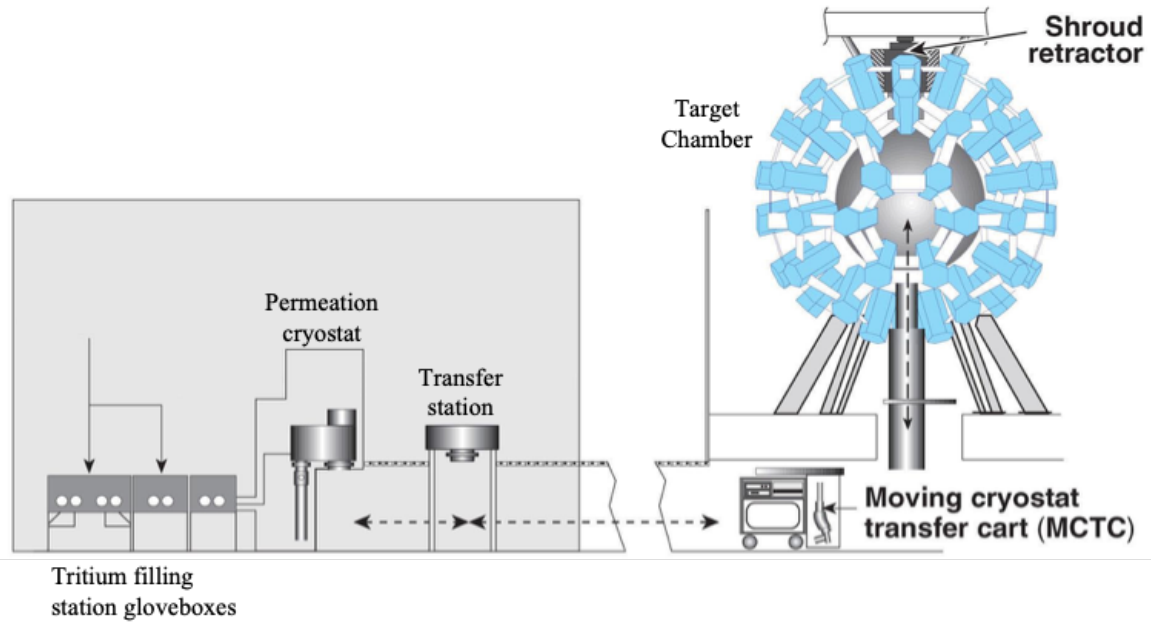 Shroud
retractor
Target
Chamber
Permeation
cryostat
Transfer
station
Moving cryostat
transfer cart (MCTC)
Tritium filling
station gloveboxes